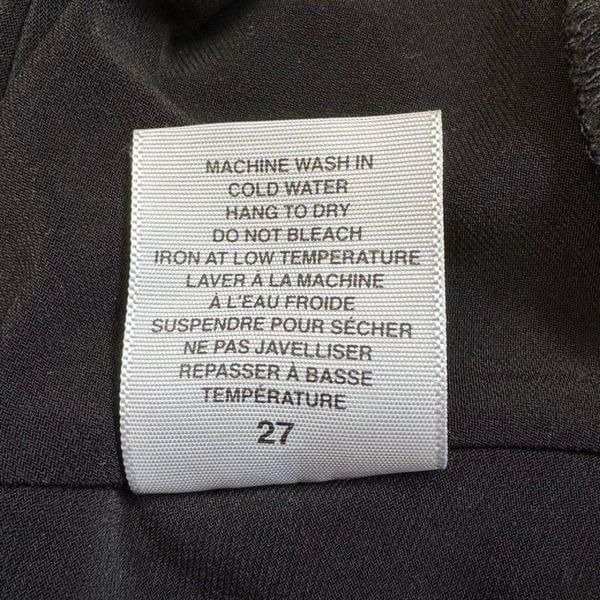 MACHINE WASH IN
COLD WATER
HANG TO DRY
DO NOT BLEACH
IRON AT LOW TEMPERATURE
LAVER Á LA MACHINE
Á L'EAU FROIDE
SUSPENDRE POUR SÉCHER
NE PAS JAVELLISER
REPASSER À BASSE
TEMPÉRATURE
27